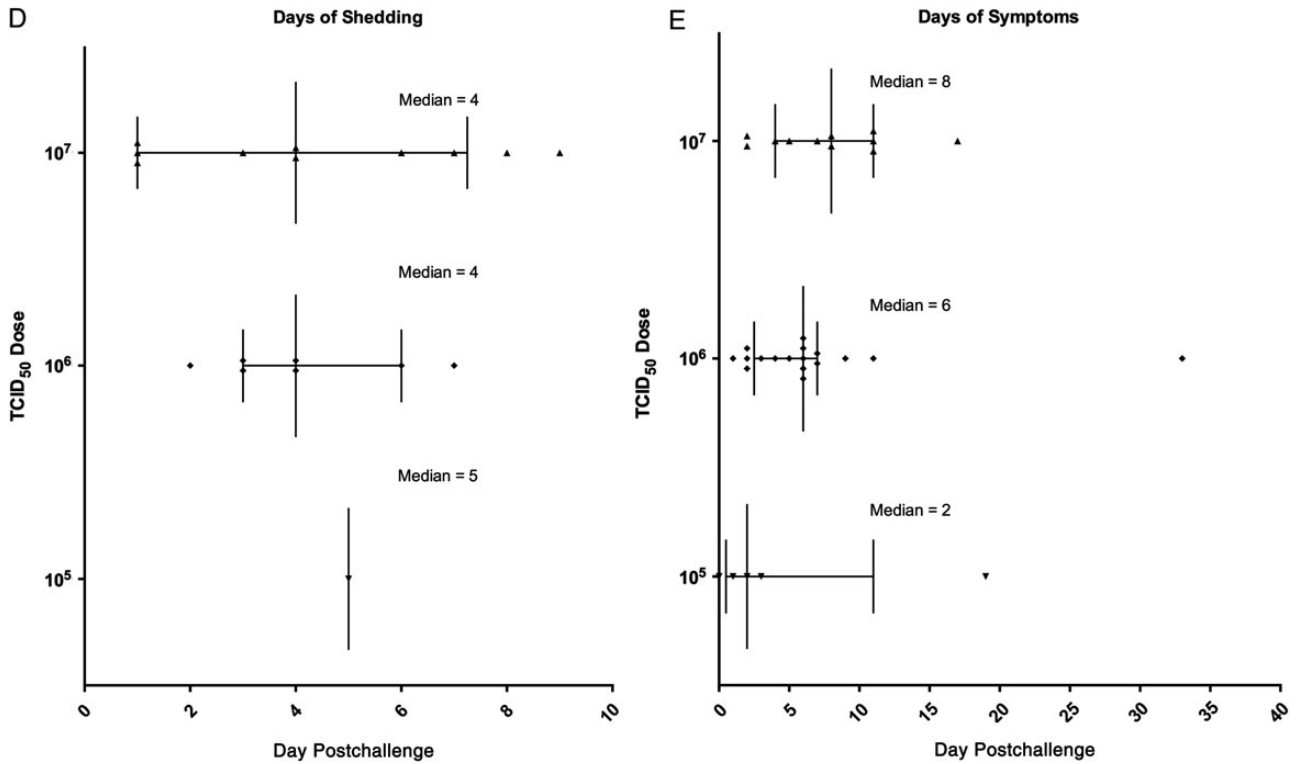 D
Days of Shedding
Median = 4
10⁷
Median = 4
10⁶
Median = 5
10⁵
TCID₅₀ Dose
0 2 4 6 8 10
Day Postchallenge
E
Days of Symptoms
Median = 8
10⁷
Median = 6
10⁶
Median = 2
10⁵
TCID₅₀ Dose
0 5 10 15 20 25 30 35 40
Day Postchallenge